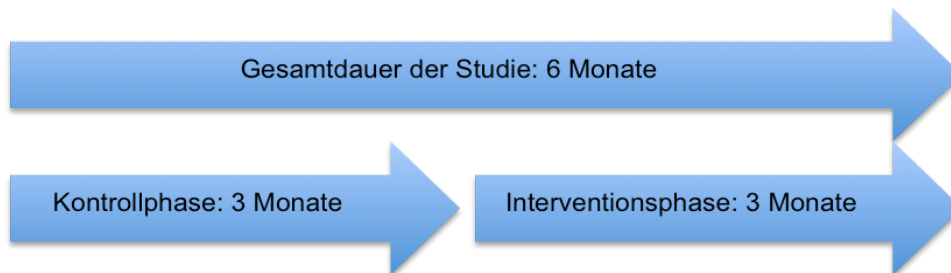 Gesamtdauer der Studie: 6 Monate
Kontrollphase: 3 Monate
Interventionsphase: 3 Monate